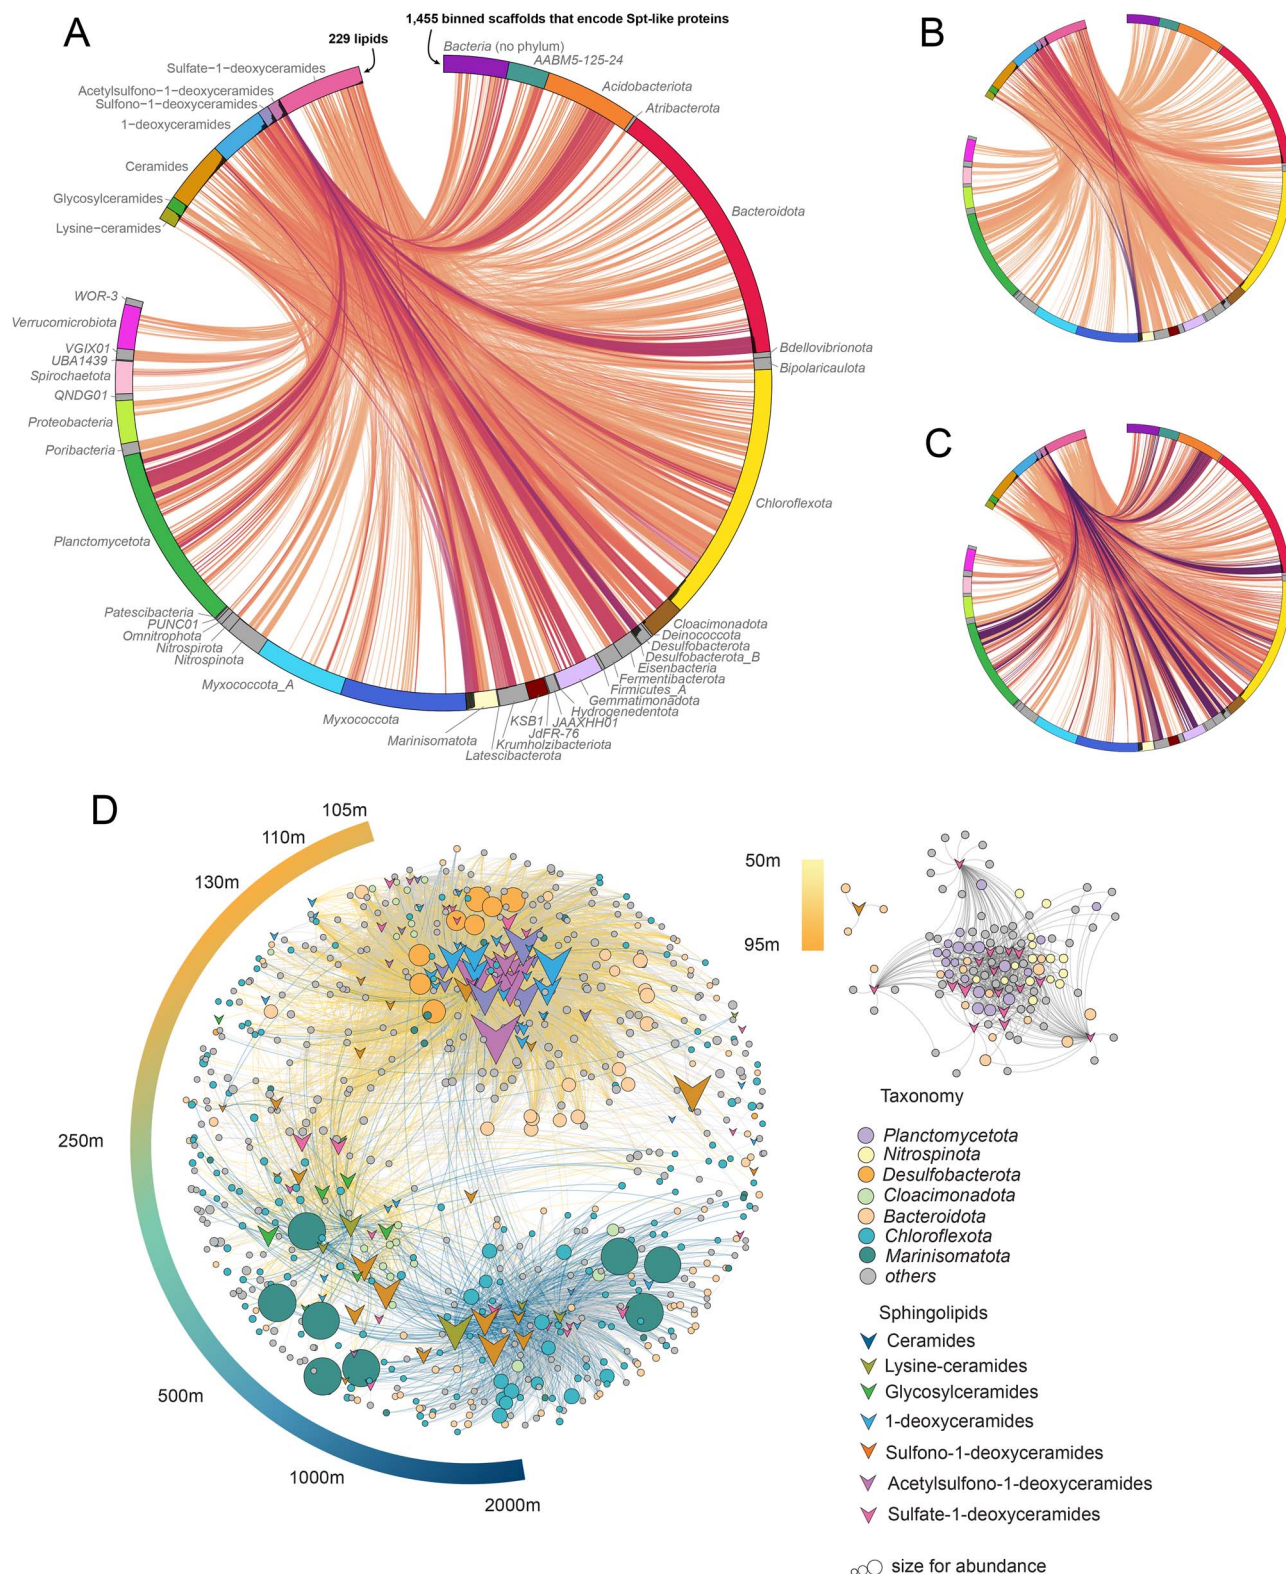 A
1,455 binned scaffolds that encode Spt-like proteins
229 lipids
Bacteria (no phylum)
AABM5-125-24
Acidobacteriota
Atribacterota
Bacteroidota
Bdellovibrionota
Bipolaricaulota
Chloroflexota
Cloacimonadota
Deinococcota
Desulfobacterota
Desulfobacterota_B
Eisenbacteria
Fermentibacterota
Firmicutes_A
Gemmatimonadota
Hydrogenedentota
JAAXHH01
JdFR-76
KSB1
Krumholzibacteriota
Latescibacterota
Marinisomatota
Myxococcota
Myxococcota_A
Nitrospinota
Nitrospirota
Omnitrophota
PUNC01
Patescibacteria
Planctomycetota
Poribacteria
Proteobacteria
QNDG01
Spirochaetota
UBA1439
VGIX01
Verrucomicrobiota
WOR-3
Lysine−ceramides
Glycosylceramides
Ceramides
1−deoxyceramides
Sulfono−1−deoxyceramides
Acetylsulfono−1−deoxyceramides
Sulfate−1−deoxyceramides
B
C
D
105m
110m
130m
250m
500m
1000m
2000m
50m
95m
Taxonomy
Planctomycetota
Nitrospinota
Desulfobacterota
Cloacimonadota
Bacteroidota
Chloroflexota
Marinisomatota
others
Sphingolipids
Ceramides
Lysine-ceramides
Glycosylceramides
1-deoxyceramides
Sulfono-1-deoxyceramides
Acetylsulfono-1-deoxyceramides
Sulfate-1-deoxyceramides
size for abundance